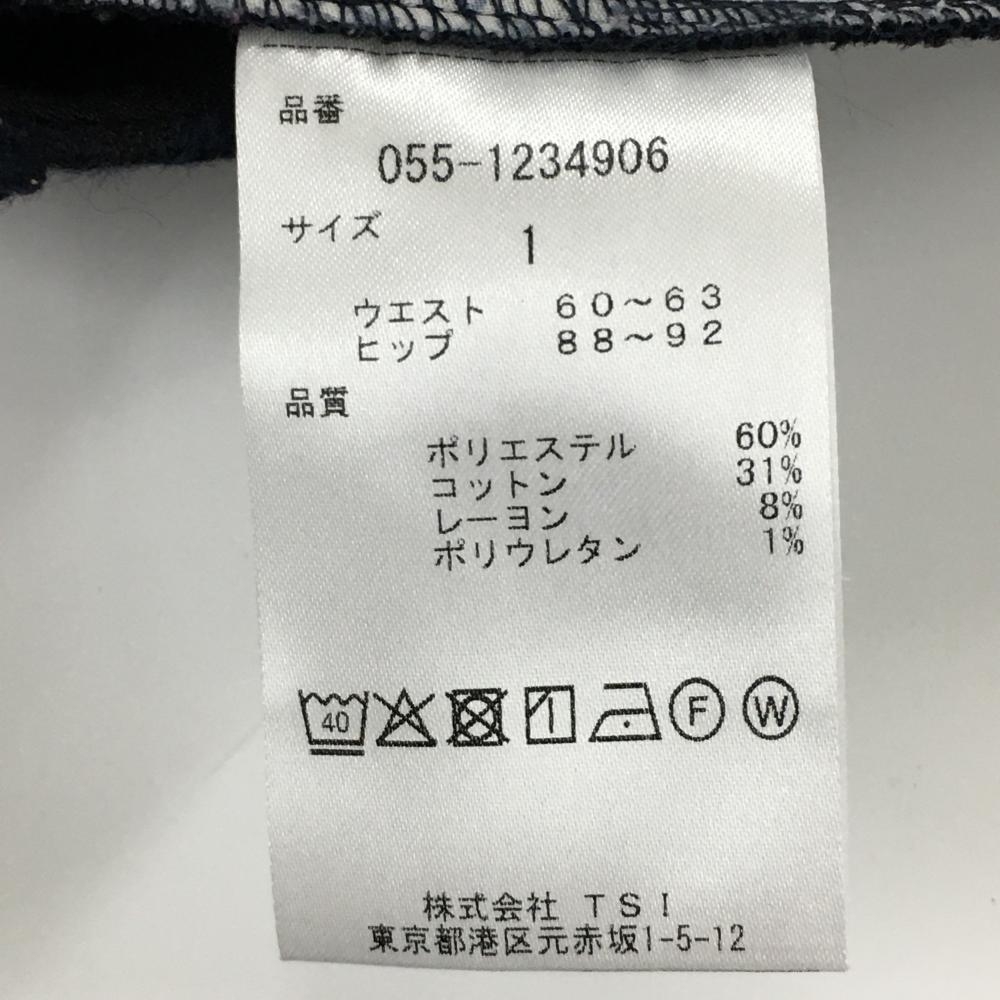 品番
055-1234906
サイズ
1
ウエスト 60～63
ヒップ 88～92
品質
ポリエステル 60%
コットン 31%
レーヨン 8%
ポリウレタン 1%
40 F W
株式会社 TSI
東京都港区元赤坂1-5-12